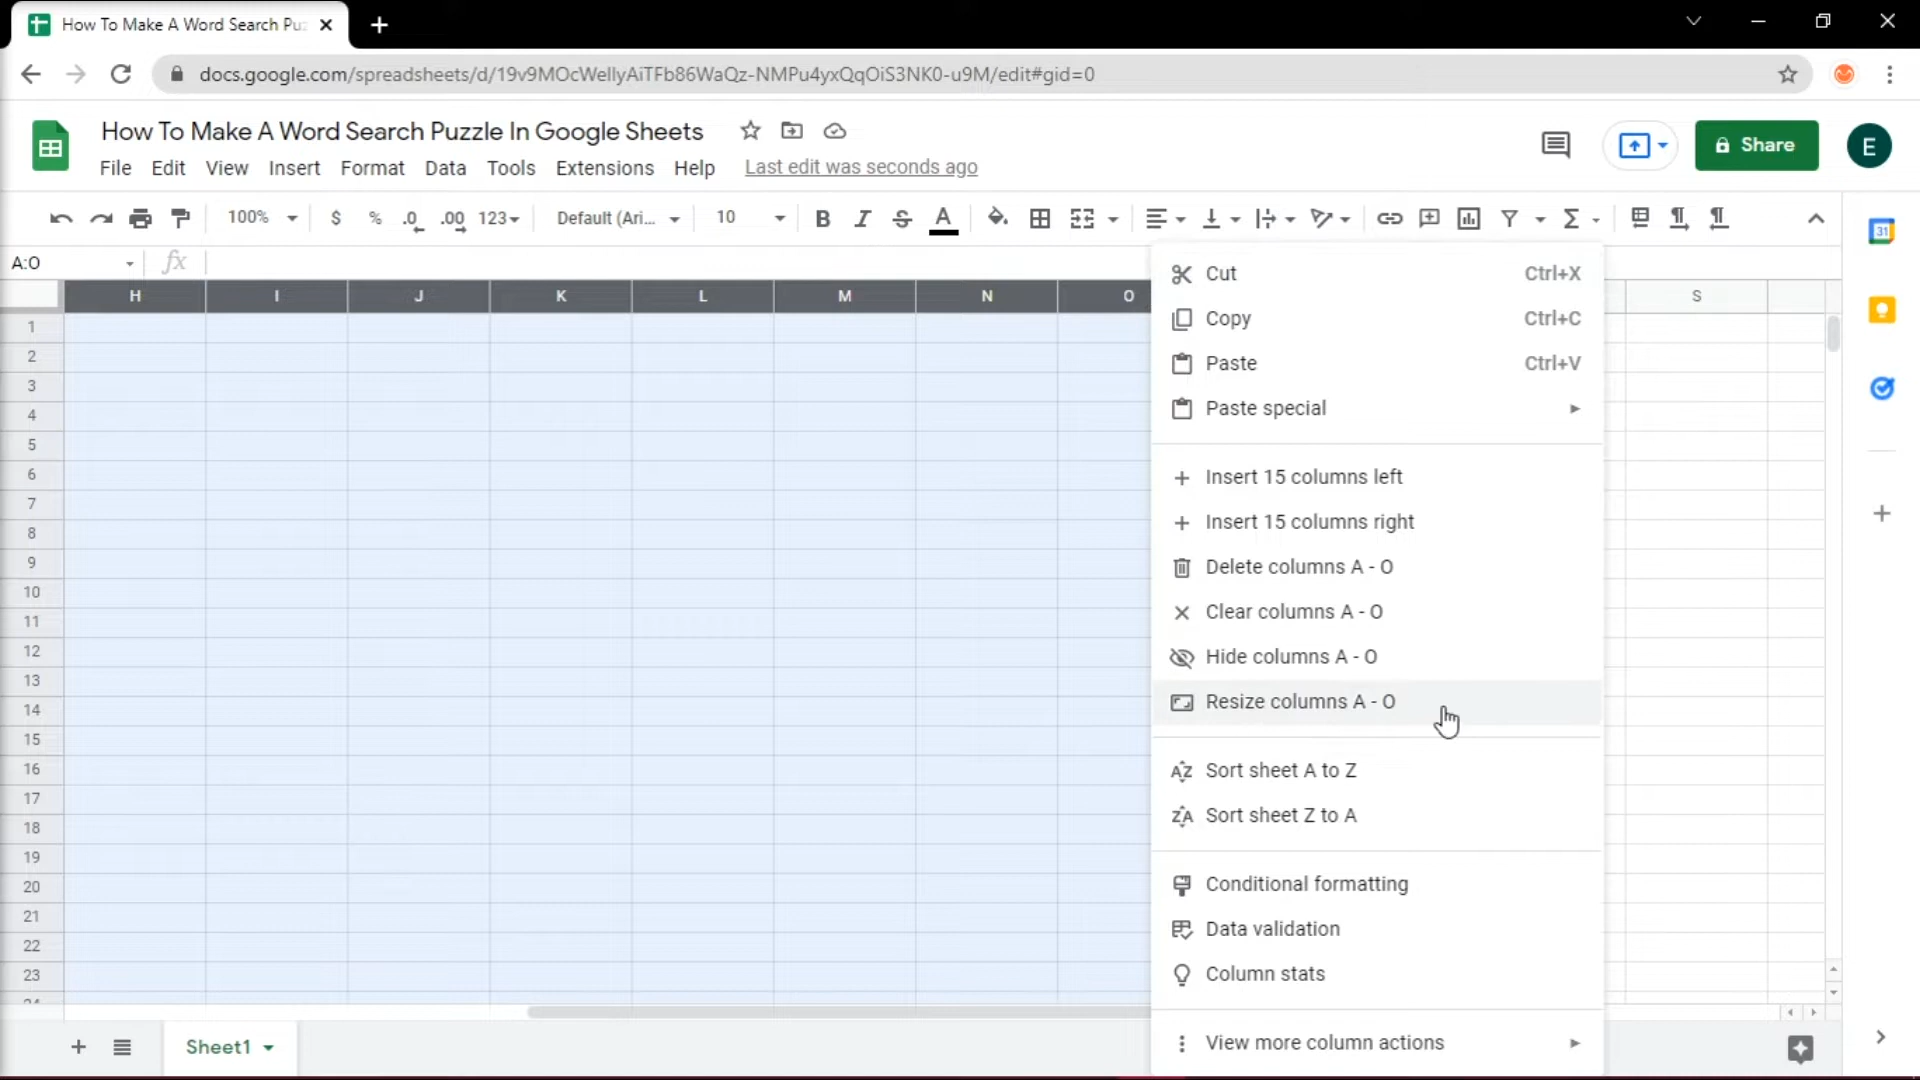 How To Make A Word Search Pu
docs.google.com/spreadsheets/d/19v9MOcWellyAiTFb86WaQz-NMPu4yxQqOiS3NK0-u9M/edit#gid=0
How To Make A Word Search Puzzle In Google Sheets
Share
E
File Edit View Insert Format Data Tools Extensions Help Last edit was seconds ago
100% $ % .0 .00 123 Default (Ari... 10 B I S A
31
A:O fx
H I J K L M N O S
1
2
3
4
5
6
7
8
9
10
11
12
13
14
15
16
17
18
19
20
21
22
23
24
Cut Ctrl+X
Copy Ctrl+C
Paste Ctrl+V
Paste special
Insert 15 columns left
Insert 15 columns right
Delete columns A - O
Clear columns A - O
Hide columns A - O
Resize columns A - O
Sort sheet A to Z
Sort sheet Z to A
Conditional formatting
Data validation
Column stats
View more column actions
Sheet1